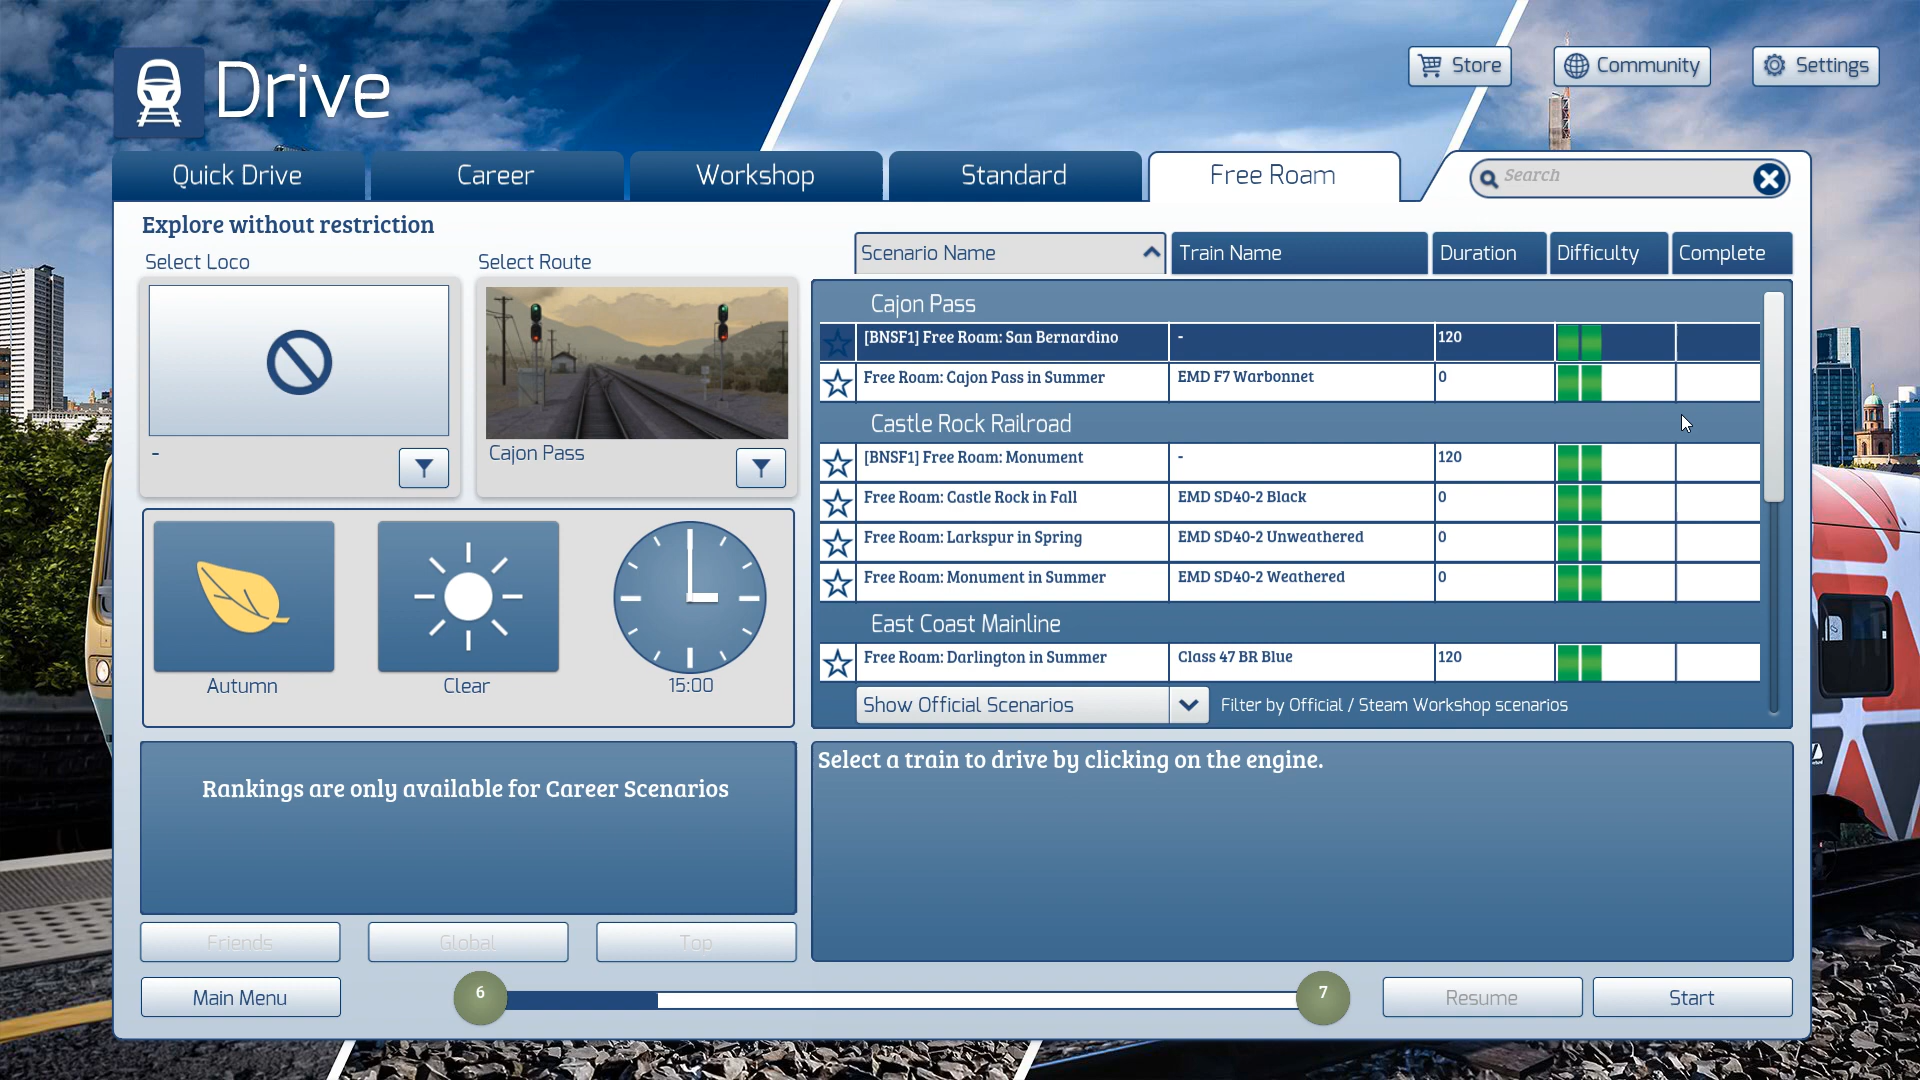 Drive
Store
Community
Settings
Quick Drive
Career
Workshop
Standard
Free Roam
Search
Explore without restriction
Select Loco
Select Route
-
Cajon Pass
Autumn
Clear
15:00
Scenario Name
Train Name
Duration
Difficulty
Complete
Cajon Pass
[BNSF1] Free Roam: San Bernardino - 120
Free Roam: Cajon Pass in Summer EMD F7 Warbonnet 0
Castle Rock Railroad
[BNSF1] Free Roam: Monument - 120
Free Roam: Castle Rock in Fall EMD SD40-2 Black 0
Free Roam: Larkspur in Spring EMD SD40-2 Unweathered 0
Free Roam: Monument in Summer EMD SD40-2 Weathered 0
East Coast Mainline
Free Roam: Darlington in Summer Class 47 BR Blue 120
Show Official Scenarios
Filter by Official / Steam Workshop scenarios
Rankings are only available for Career Scenarios
Select a train to drive by clicking on the engine.
Friends
Global
Top
Main Menu
6
7
Resume
Start